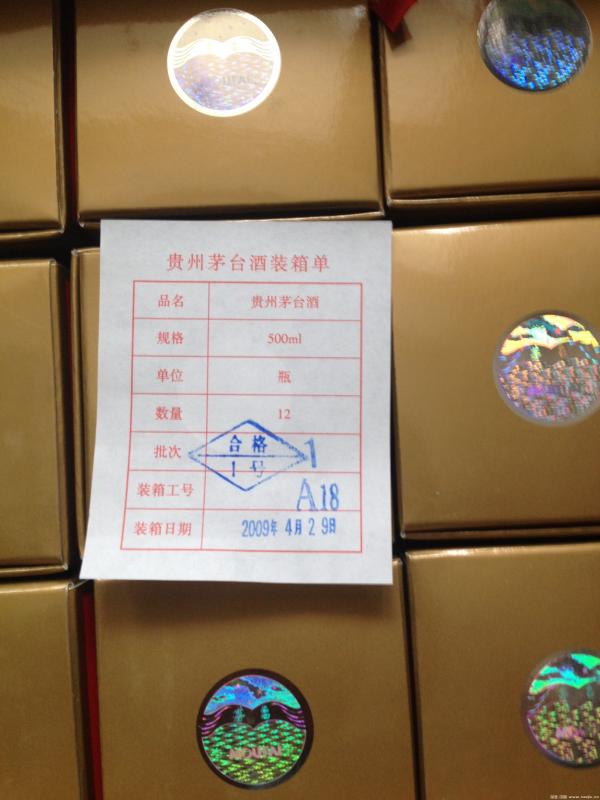 贵州茅台酒装箱单
品名 贵州茅台酒
规格 500ml
单位 瓶
数量 12
批次 1
合格
1号
装箱工号 A18
装箱日期 2009年4月29日
MOUTAI